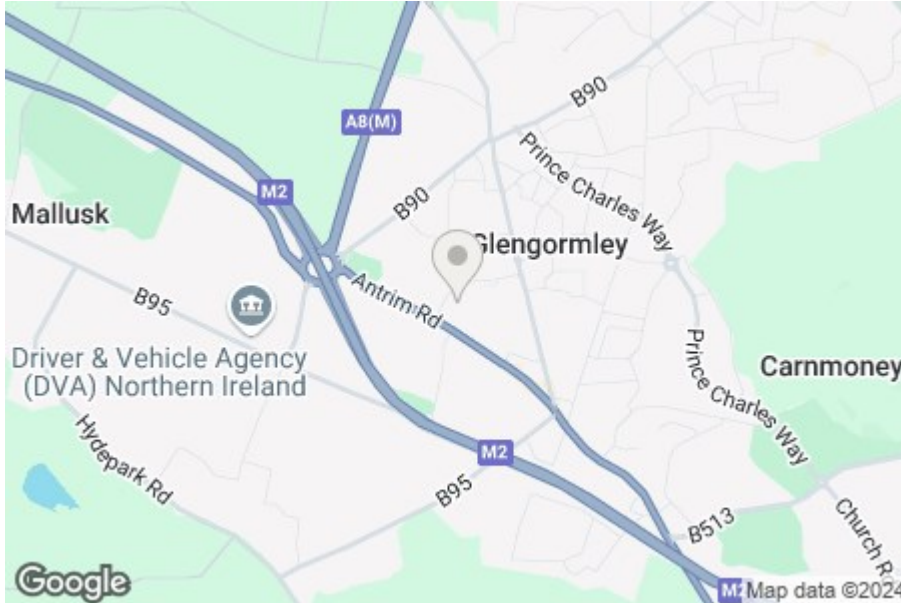 B90
A8(M)
Prince Charles Way
M2
B90
Mallusk
Glengormley
Antrim Rd
B95
Driver & Vehicle Agency
(DVA) Northern Ireland
Prince Charles Way
Carnmoney
Hydepark Rd
M2
B95
B513
Church Rd
Google
M2
Map data ©2024